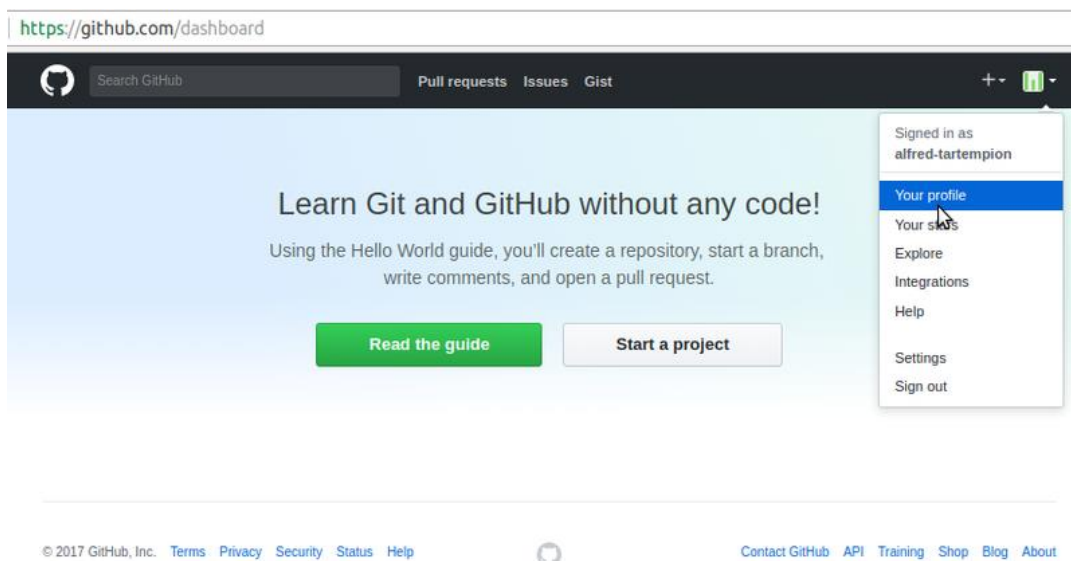 https://github.com/dashboard
Search GitHub Pull requests Issues Gist
Signed in as
alfred-tartempion
Your profile
Your stars
Explore
Integrations
Help
Settings
Sign out
Learn Git and GitHub without any code!
Using the Hello World guide, you’ll create a repository, start a branch,
write comments, and open a pull request.
Read the guide Start a project
© 2017 GitHub, Inc. Terms Privacy Security Status Help Contact GitHub API Training Shop Blog About